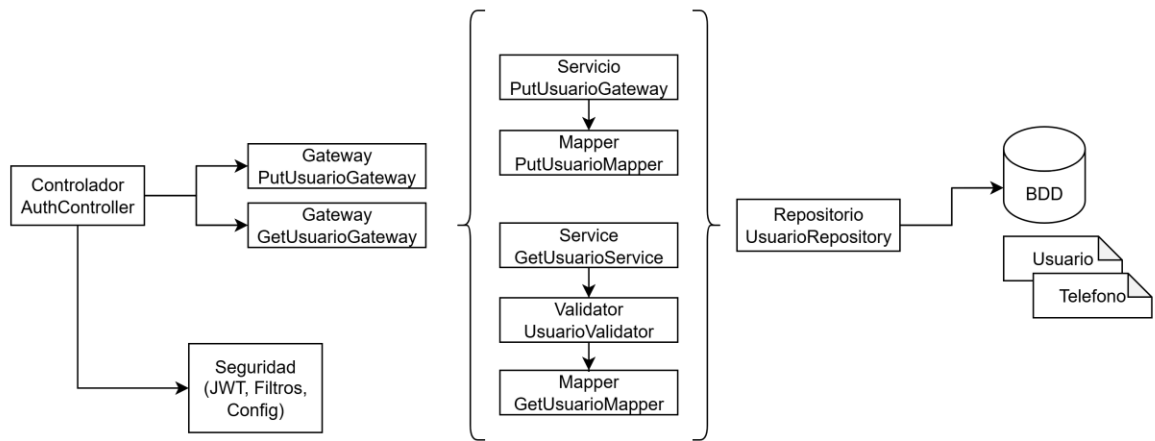 Controlador
AuthController
Gateway
PutUsuarioGateway
Gateway
GetUsuarioGateway
Seguridad
(JWT, Filtros,
Config)
Servicio
PutUsuarioGateway
Mapper
PutUsuarioMapper
Service
GetUsuarioService
Validator
UsuarioValidator
Mapper
GetUsuarioMapper
Repositorio
UsuarioRepository
BDD
Usuario
Telefono